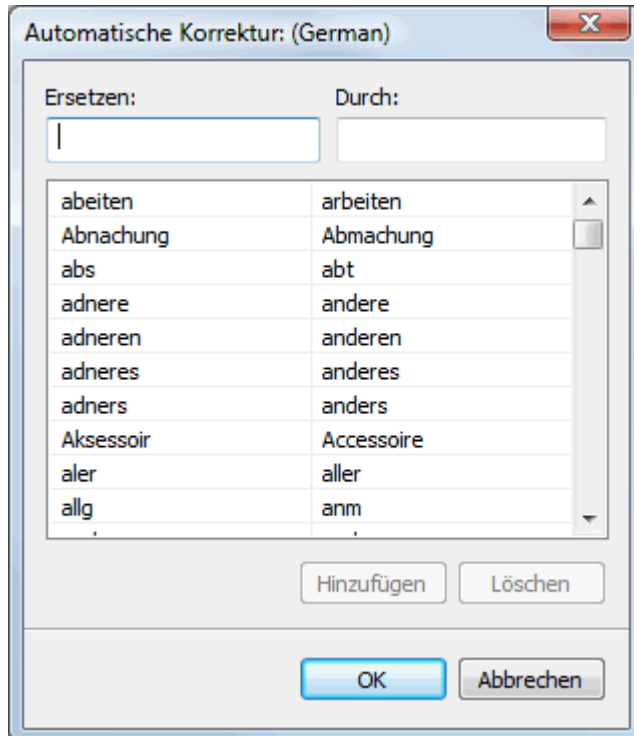 Automatische Korrektur: (German)
Ersetzen: Durch:
abeiten arbeiten
Abnachung Abmachung
abs abt
adnere andere
adneren anderen
adneres anderes
adners anders
Aksessoir Accessoire
aler aller
allg anm
Hinzufügen Löschen
OK Abbrechen